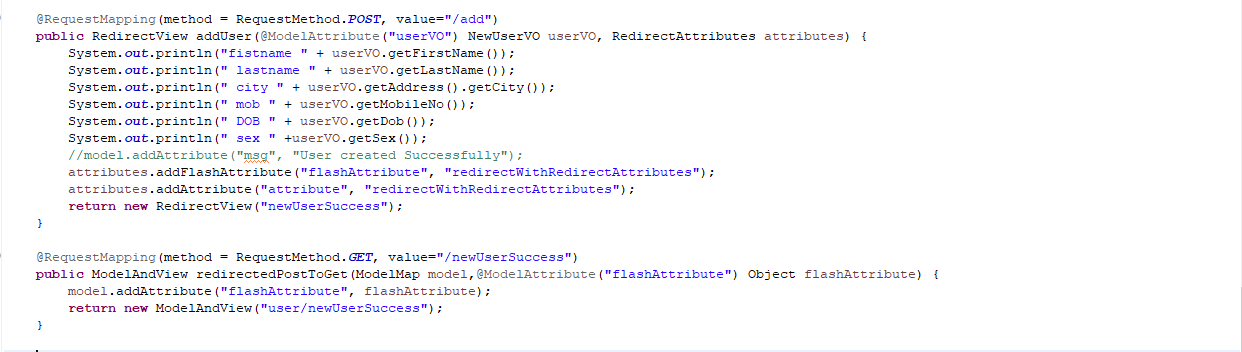 @RequestMapping(method = RequestMethod.POST, value="/add")
public RedirectView addUser(@ModelAttribute("userVO") NewUserVO userVO, RedirectAttributes attributes) {
System.out.println("fistname " + userVO.getFirstName());
System.out.println(" lastname " + userVO.getLastName());
System.out.println(" city " + userVO.getAddress().getCity());
System.out.println(" mob " + userVO.getMobileNo());
System.out.println(" DOB " + userVO.getDob());
System.out.println(" sex " +userVO.getSex());
//model.addAttribute("msg", "User created Successfully");
attributes.addFlashAttribute("flashAttribute", "redirectWithRedirectAttributes");
attributes.addAttribute("attribute", "redirectWithRedirectAttributes");
return new RedirectView("newUserSuccess");
}
@RequestMapping(method = RequestMethod.GET, value="/newUserSuccess")
public ModelAndView redirectedPostToGet(ModelMap model,@ModelAttribute("flashAttribute") Object flashAttribute) {
model.addAttribute("flashAttribute", flashAttribute);
return new ModelAndView("user/newUserSuccess");
}